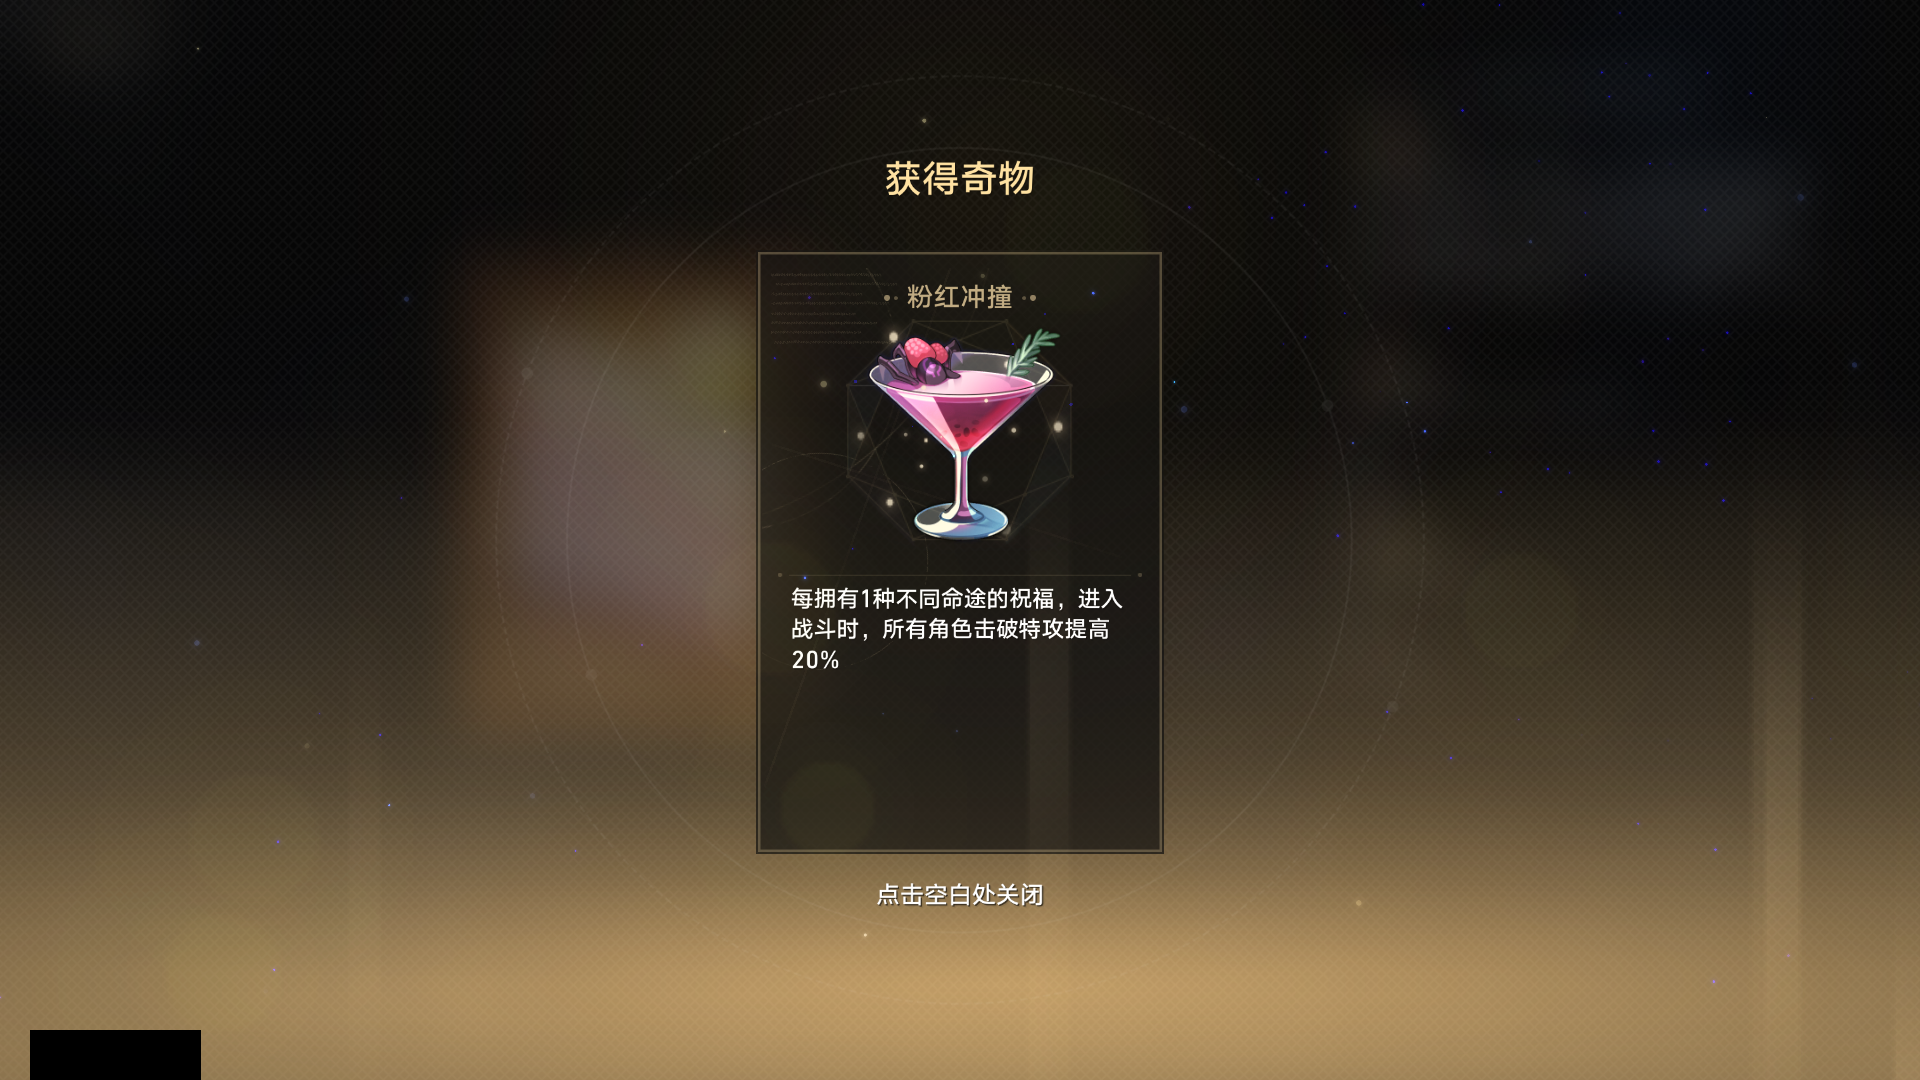 获得奇物
粉红冲撞
每拥有1种不同命途的祝福，进入
战斗时，所有角色击破特攻提高
20%
点击空白处关闭